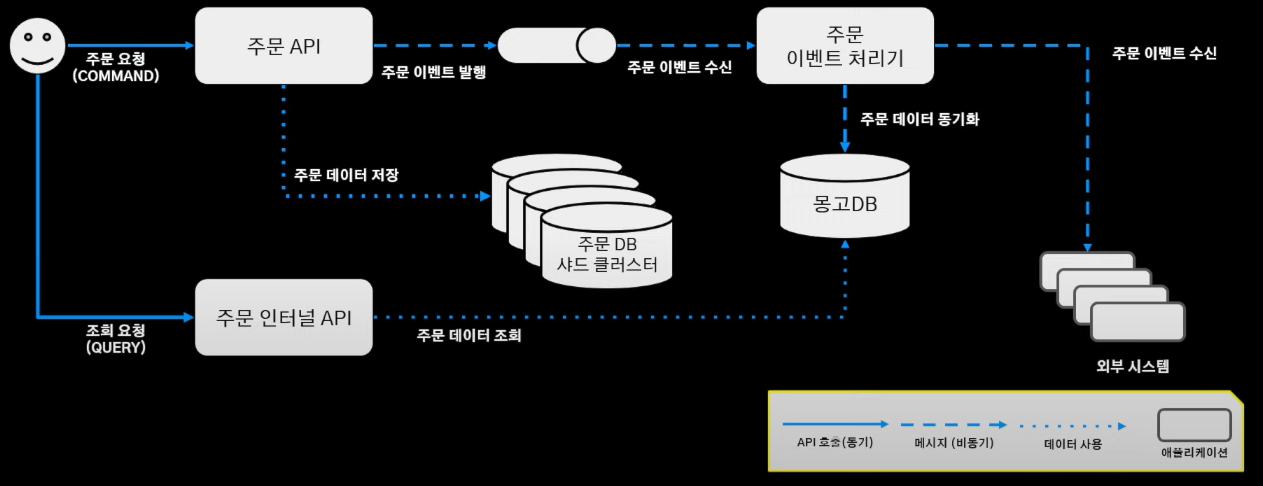 주문 요청
(COMMAND)
주문 API
주문 이벤트 발행
주문 이벤트 수신
주문
이벤트 처리기
주문 이벤트 수신
주문 데이터 동기화
주문 데이터 저장
주문 DB
샤드 클러스터
몽고DB
조회 요청
(QUERY)
주문 인터널 API
주문 데이터 조회
외부 시스템
API 호출(동기)
메시지 (비동기)
데이터 사용
애플리케이션